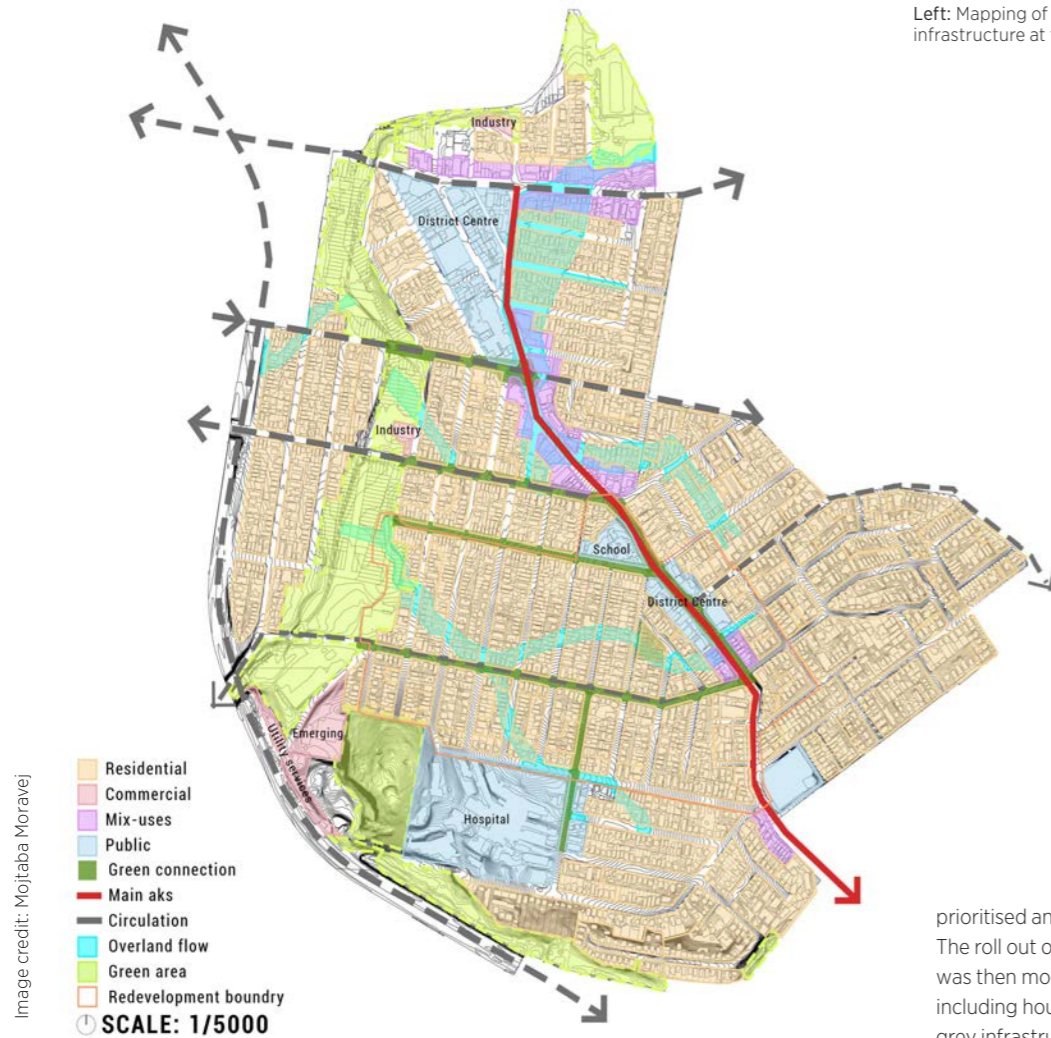 Left: Mapping of
infrastructure at
Industry
District Centre
Industry
School
District Centre
Emerging
Utility services
Hospital
Residential
Commercial
Mix-uses
Public
Green connection
Main aks
Circulation
Overland flow
Green area
Redevelopment boundry
SCALE: 1/5000
Image credit: Mojtaba Moravej
prioritised an
The roll out o
was then mo
including hou
grey infrastru